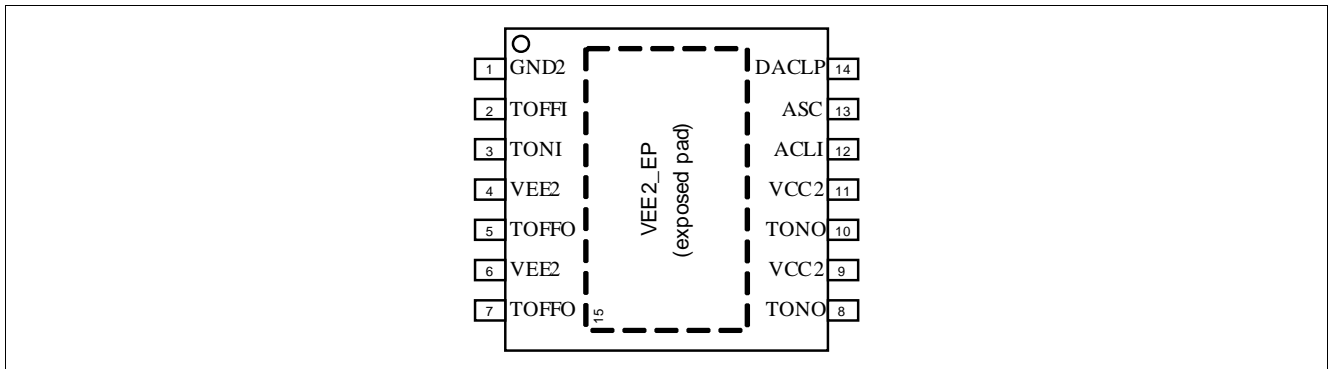 1 GND2
2 TOFFI
3 TONI
4 VEE2
5 TOFFO
6 VEE2
7 TOFFO
VEE2_EP
(exposed pad)
15
DACLP 14
ASC 13
ACLI 12
VCC2 11
TONO 10
VCC2 9
TONO 8